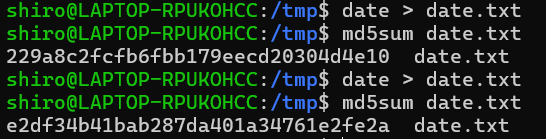 shiro@LAPTOP-RPUKOHCC:/tmp$ date > date.txt
shiro@LAPTOP-RPUKOHCC:/tmp$ md5sum date.txt
229a8c2fcfb6fbb179eecd20304d4e10  date.txt
shiro@LAPTOP-RPUKOHCC:/tmp$ date > date.txt
shiro@LAPTOP-RPUKOHCC:/tmp$ md5sum date.txt
e2df34b41bab287da401a34761e2fe2a  date.txt